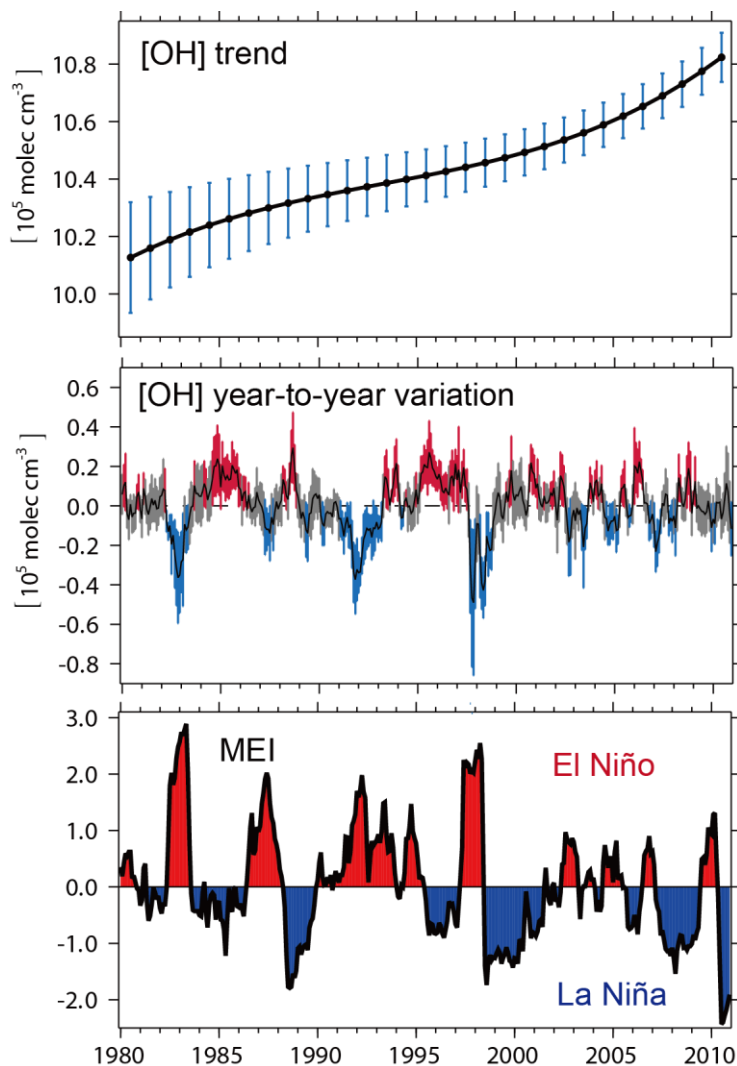 [OH] trend
[ 10⁵ molec cm⁻³ ]
10.8
10.6
10.4
10.2
10.0
[OH] year-to-year variation
[ 10⁵ molec cm⁻³ ]
0.6
0.4
0.2
0.0
-0.2
-0.4
-0.6
-0.8
MEI
El Niño
La Niña
3.0
2.0
1.0
0.0
-1.0
-2.0
1980 1985 1990 1995 2000 2005 2010